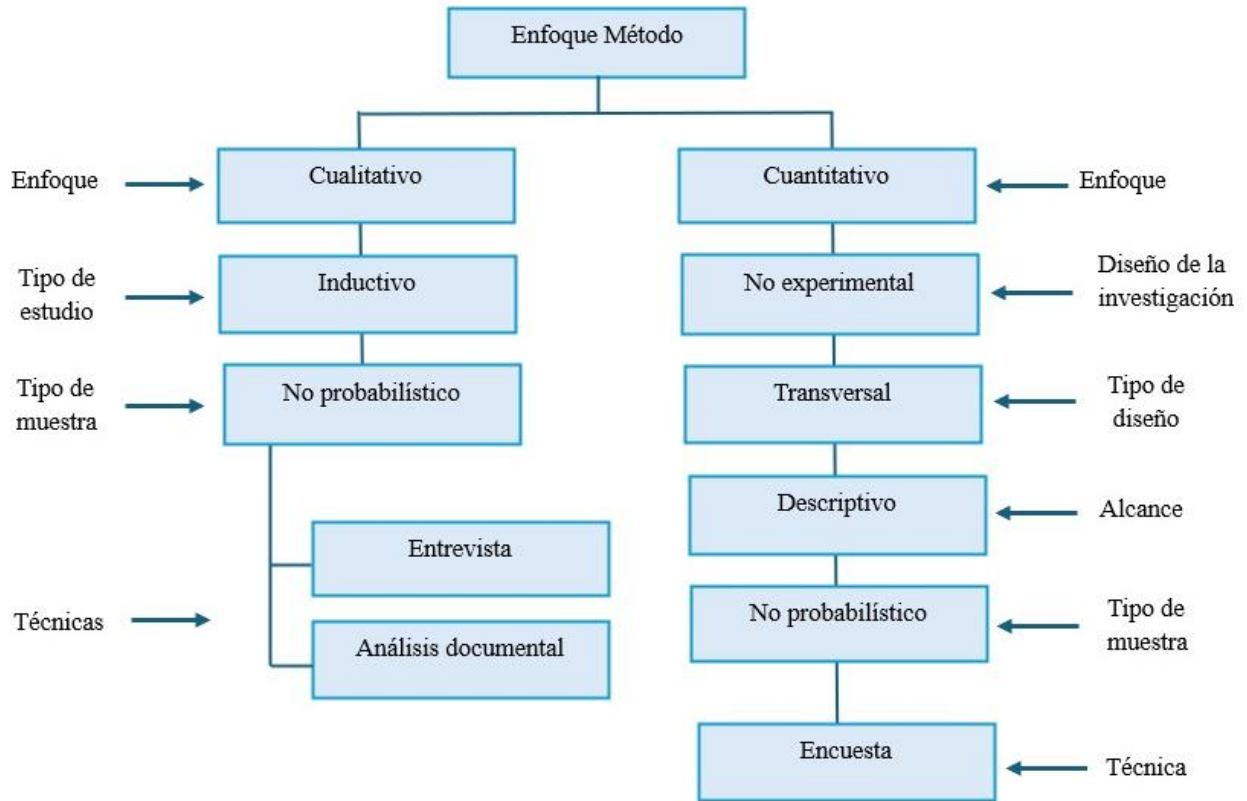 Enfoque Método
Enfoque
Cualitativo
Cuantitativo
Enfoque
Tipo de
estudio
Inductivo
No experimental
Diseño de la
investigación
Tipo de
muestra
No probabilístico
Transversal
Tipo de
diseño
Descriptivo
Alcance
Entrevista
Técnicas
Análisis documental
No probabilístico
Tipo de
muestra
Encuesta
Técnica